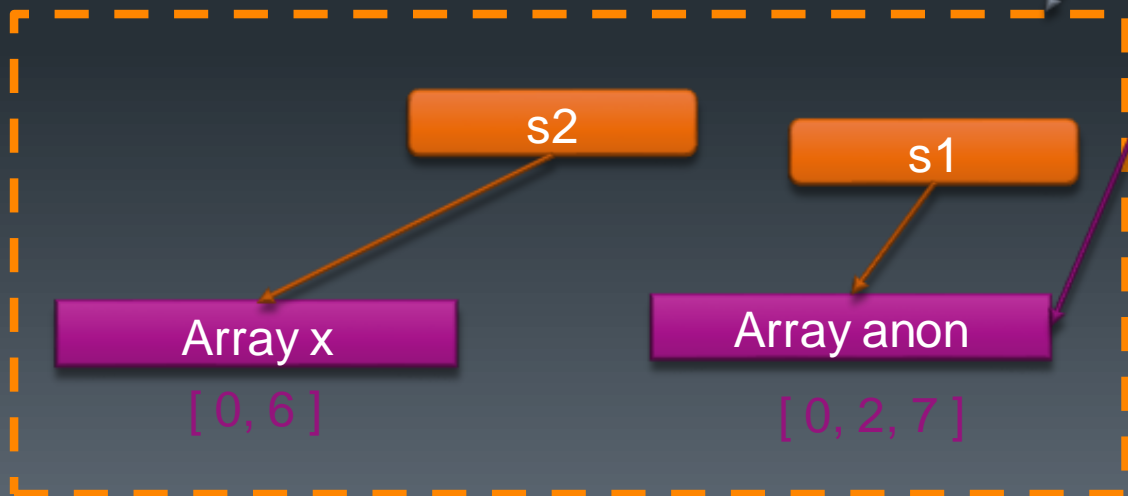 s2
s1
Array x
Array anon
[ 0, 6 ]
[ 0, 2, 7 ]